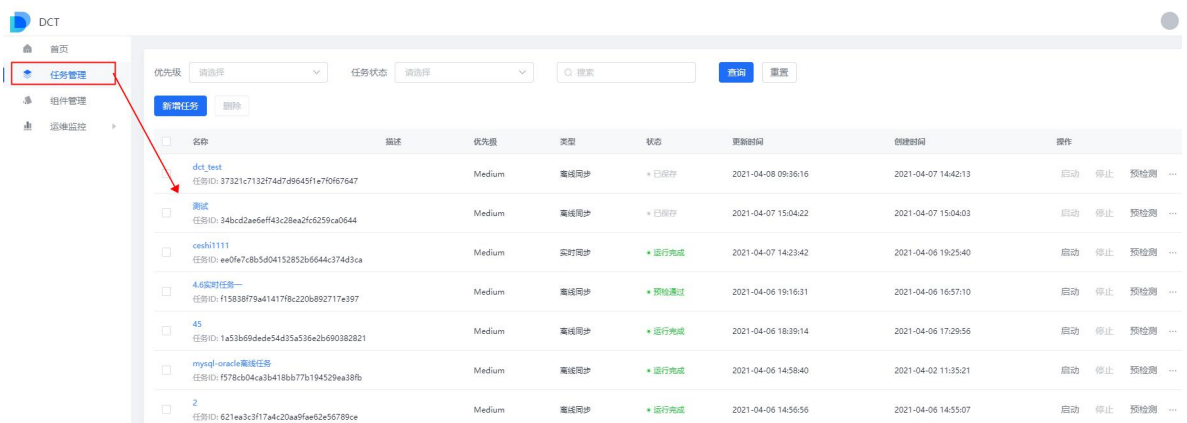 DCT
首页
任务管理
组件管理
运维监控
优先级 请选择 任务状态 请选择 搜索 查询 重置
新增任务 删除
名称 描述 优先级 类型 状态 更新时间 创建时间 操作
dct_test
任务ID: 37321c7132f74d7d9645f1e7f0f67647 Medium 离线同步 已保存 2021-04-08 09:36:16 2021-04-07 14:42:13 启动 停止 预检测 ...
测试
任务ID: 34bcd2ae6eff43c28ea2fc6259ca0644 Medium 离线同步 已保存 2021-04-07 15:04:22 2021-04-07 15:04:03 启动 停止 预检测 ...
ceshi1111
任务ID: ee0fe7c8b5d04152852b6644c374d3ca Medium 实时同步 运行完成 2021-04-07 14:23:42 2021-04-06 19:25:40 启动 停止 预检测 ...
4.6实时任务一
任务ID: f15838f79a41417f8c220b892717e397 Medium 离线同步 预检通过 2021-04-06 19:16:31 2021-04-06 16:57:10 启动 停止 预检测 ...
45
任务ID: 1a53b69dede54d35a536e2b690382821 Medium 离线同步 运行完成 2021-04-06 18:39:14 2021-04-06 17:29:56 启动 停止 预检测 ...
mysql-oracle离线任务
任务ID: f578cb04ca3b418bb77b194529ea38fb Medium 离线同步 运行完成 2021-04-06 14:58:40 2021-04-02 11:35:21 启动 停止 预检测 ...
2
任务ID: 621ea3c3f17a4c20aa9fae62e56789ce Medium 离线同步 运行完成 2021-04-06 14:56:56 2021-04-06 14:55:07 启动 停止 预检测 ...